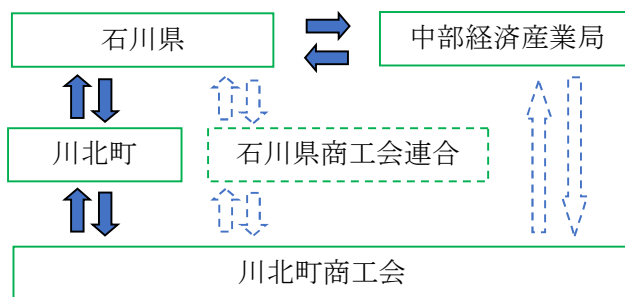 石川県
中部経済産業局
川北町
石川県商工会連合
川北町商工会